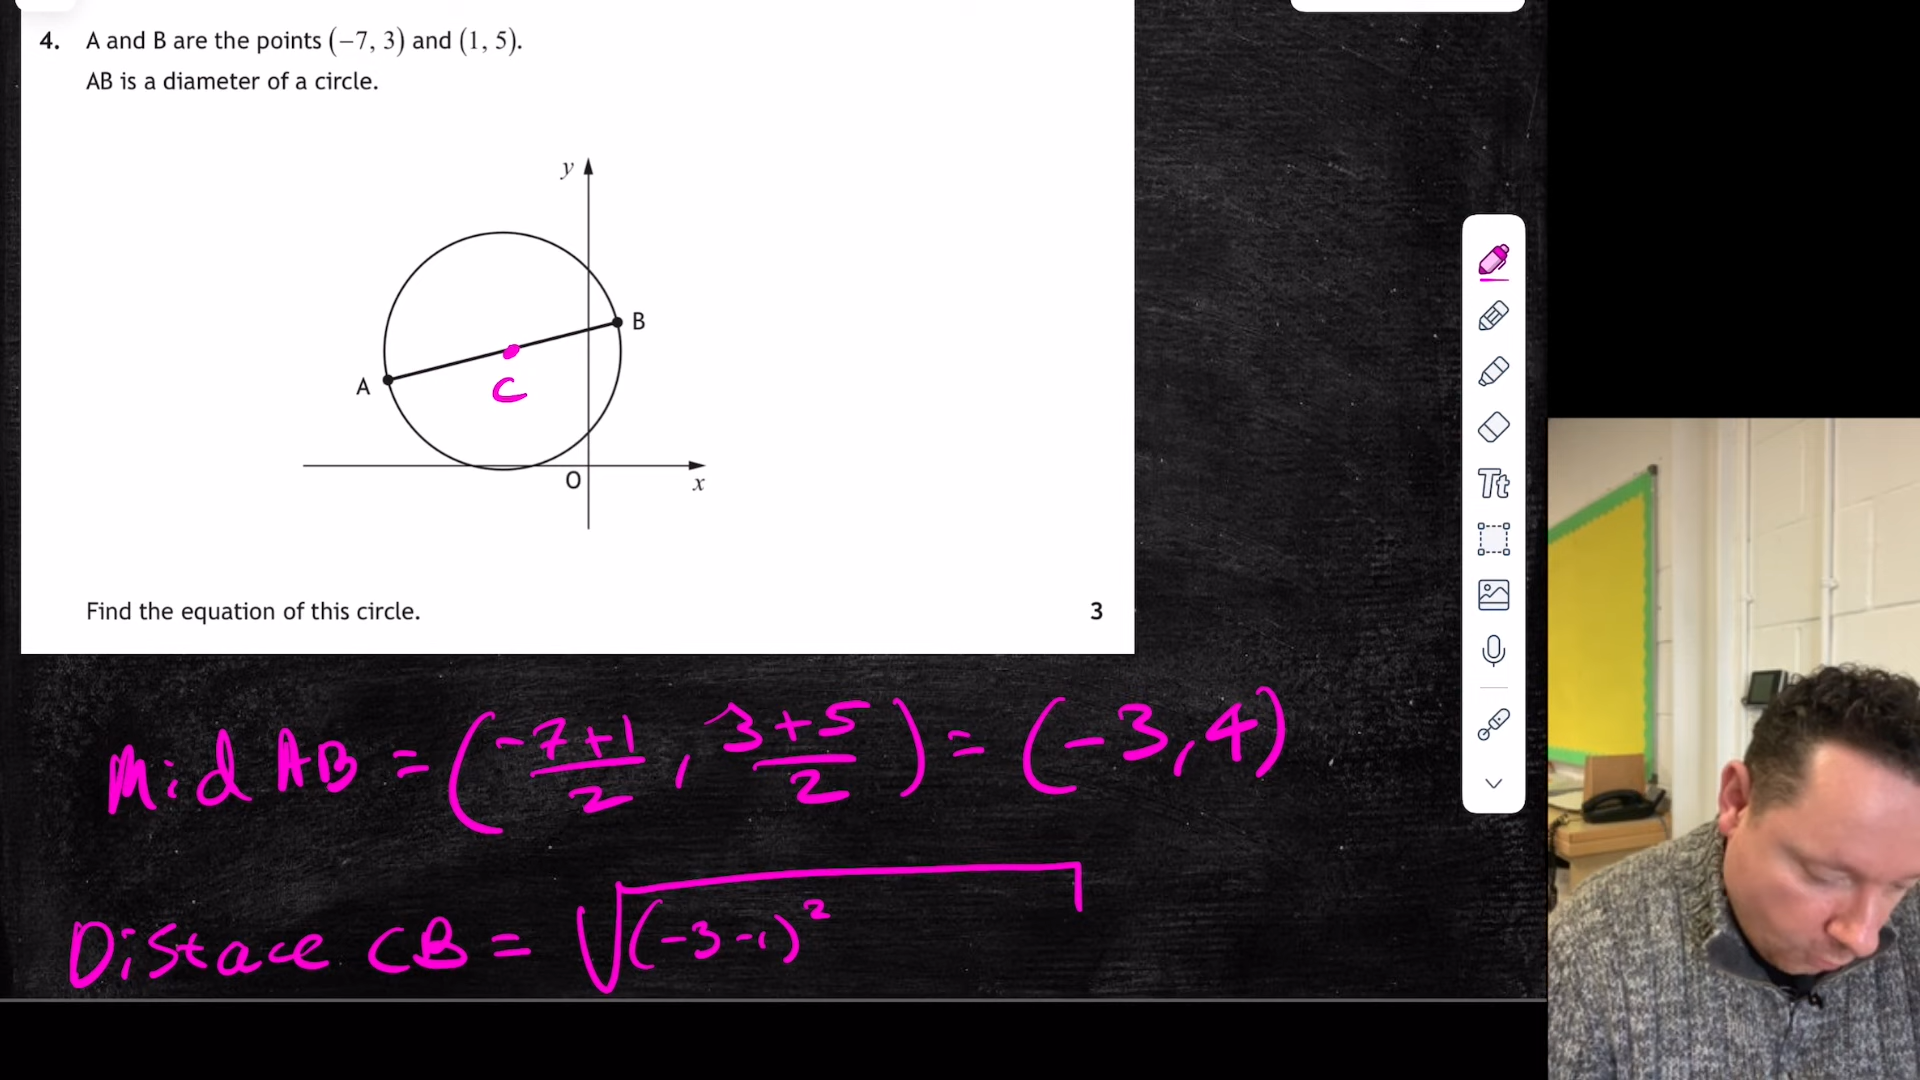 4. A and B are the points (−7, 3) and (1, 5).
AB is a diameter of a circle.
y
B
A
C
O
x
Find the equation of this circle. 3
Mid AB = (-7+1/2, 3+5/2) = (-3,4)
Distace CB = √(-3-1)²
Tt